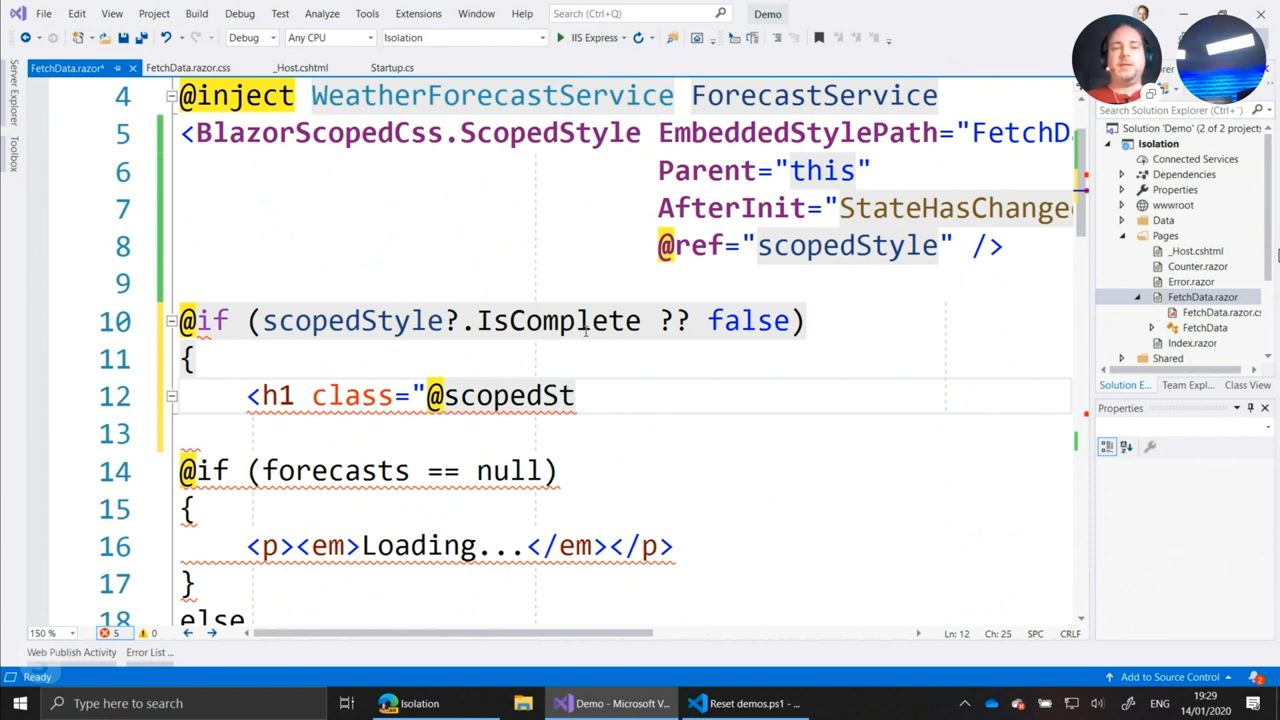 File Edit View Project Build Debug Test Analyze Tools Extensions Window Help Search (Ctrl+Q) Demo
Debug Any CPU Isolation IIS Express
FetchData.razor* FetchData.razor.css _Host.cshtml Startup.cs
Server Explorer
Toolbox
4 @inject WeatherForecastService ForecastService
5 <BlazorScopedCss.ScopedStyle EmbeddedStylePath="FetchDa
6 Parent="this"
7 AfterInit="StateHasChanged
8 @ref="scopedStyle" />
9
10 @if (scopedStyle?.IsComplete ?? false)
11 {
12 <h1 class="@scopedSt
13
14 @if (forecasts == null)
15 {
16 <p><em>Loading...</em></p>
17 }
18 else
150 % 5 0 Ln: 12 Ch: 25 SPC CRLF
Search Solution Explorer (Ctrl+
Solution 'Demo' (2 of 2 projects
Isolation
Connected Services
Dependencies
Properties
wwwroot
Data
Pages
_Host.cshtml
Counter.razor
Error.razor
FetchData.razor
FetchData.razor.cs
FetchData
Index.razor
Shared
Solution E... Team Expl... Class View
Properties
Web Publish Activity Error List ...
Ready Add to Source Control 2
Type here to search Isolation Demo - Microsoft V... Reset demos.ps1 - ... ENG 19:29
14/01/2020